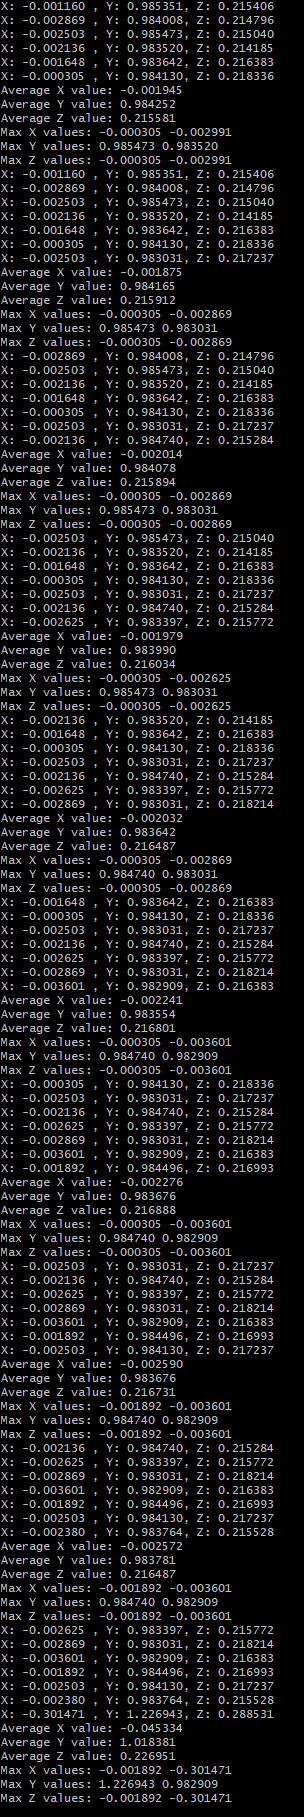 X: -0.001160 , Y: 0.985351, Z: 0.215406
X: -0.002869 , Y: 0.984008, Z: 0.214796
X: -0.002503 , Y: 0.985473, Z: 0.215040
X: -0.002136 , Y: 0.983520, Z: 0.214185
X: -0.001648 , Y: 0.983642, Z: 0.216383
X: -0.000305 , Y: 0.984130, Z: 0.218336
Average X value: -0.001945
Average Y value: 0.984252
Average Z value: 0.215581
Max X values: -0.000305 -0.002991
Max Y values: 0.985473 0.983520
Max Z values: -0.000305 -0.002991
X: -0.001160 , Y: 0.985351, Z: 0.215406
X: -0.002869 , Y: 0.984008, Z: 0.214796
X: -0.002503 , Y: 0.985473, Z: 0.215040
X: -0.002136 , Y: 0.983520, Z: 0.214185
X: -0.001648 , Y: 0.983642, Z: 0.216383
X: -0.000305 , Y: 0.984130, Z: 0.218336
X: -0.002503 , Y: 0.983031, Z: 0.217237
Average X value: -0.001875
Average Y value: 0.984165
Average Z value: 0.215912
Max X values: -0.000305 -0.002869
Max Y values: 0.985473 0.983031
Max Z values: -0.000305 -0.002869
X: -0.002869 , Y: 0.984008, Z: 0.214796
X: -0.002503 , Y: 0.985473, Z: 0.215040
X: -0.002136 , Y: 0.983520, Z: 0.214185
X: -0.001648 , Y: 0.983642, Z: 0.216383
X: -0.000305 , Y: 0.984130, Z: 0.218336
X: -0.002503 , Y: 0.983031, Z: 0.217237
X: -0.002136 , Y: 0.984740, Z: 0.215284
Average X value: -0.002014
Average Y value: 0.984078
Average Z value: 0.215894
Max X values: -0.000305 -0.002869
Max Y values: 0.985473 0.983031
Max Z values: -0.000305 -0.002869
X: -0.002503 , Y: 0.985473, Z: 0.215040
X: -0.002136 , Y: 0.983520, Z: 0.214185
X: -0.001648 , Y: 0.983642, Z: 0.216383
X: -0.000305 , Y: 0.984130, Z: 0.218336
X: -0.002503 , Y: 0.983031, Z: 0.217237
X: -0.002136 , Y: 0.984740, Z: 0.215284
X: -0.002625 , Y: 0.983397, Z: 0.215772
Average X value: -0.001979
Average Y value: 0.983990
Average Z value: 0.216034
Max X values: -0.000305 -0.002625
Max Y values: 0.985473 0.983031
Max Z values: -0.000305 -0.002625
X: -0.002136 , Y: 0.983520, Z: 0.214185
X: -0.001648 , Y: 0.983642, Z: 0.216383
X: -0.000305 , Y: 0.984130, Z: 0.218336
X: -0.002503 , Y: 0.983031, Z: 0.217237
X: -0.002136 , Y: 0.984740, Z: 0.215284
X: -0.002625 , Y: 0.983397, Z: 0.215772
X: -0.002869 , Y: 0.983031, Z: 0.218214
Average X value: -0.002032
Average Y value: 0.983642
Average Z value: 0.216487
Max X values: -0.000305 -0.002869
Max Y values: 0.984740 0.983031
Max Z values: -0.000305 -0.002869
X: -0.001648 , Y: 0.983642, Z: 0.216383
X: -0.000305 , Y: 0.984130, Z: 0.218336
X: -0.002503 , Y: 0.983031, Z: 0.217237
X: -0.002136 , Y: 0.984740, Z: 0.215284
X: -0.002625 , Y: 0.983397, Z: 0.215772
X: -0.002869 , Y: 0.983031, Z: 0.218214
X: -0.003601 , Y: 0.982909, Z: 0.216383
Average X value: -0.002241
Average Y value: 0.983554
Average Z value: 0.216801
Max X values: -0.000305 -0.003601
Max Y values: 0.984740 0.982909
Max Z values: -0.000305 -0.003601
X: -0.000305 , Y: 0.984130, Z: 0.218336
X: -0.002503 , Y: 0.983031, Z: 0.217237
X: -0.002136 , Y: 0.984740, Z: 0.215284
X: -0.002625 , Y: 0.983397, Z: 0.215772
X: -0.002869 , Y: 0.983031, Z: 0.218214
X: -0.003601 , Y: 0.982909, Z: 0.216383
X: -0.001892 , Y: 0.984496, Z: 0.216993
Average X value: -0.002276
Average Y value: 0.983676
Average Z value: 0.216888
Max X values: -0.000305 -0.003601
Max Y values: 0.984740 0.982909
Max Z values: -0.000305 -0.003601
X: -0.002503 , Y: 0.983031, Z: 0.217237
X: -0.002136 , Y: 0.984740, Z: 0.215284
X: -0.002625 , Y: 0.983397, Z: 0.215772
X: -0.002869 , Y: 0.983031, Z: 0.218214
X: -0.003601 , Y: 0.982909, Z: 0.216383
X: -0.001892 , Y: 0.984496, Z: 0.216993
X: -0.002503 , Y: 0.984130, Z: 0.217237
Average X value: -0.002590
Average Y value: 0.983676
Average Z value: 0.216731
Max X values: -0.001892 -0.003601
Max Y values: 0.984740 0.982909
Max Z values: -0.001892 -0.003601
X: -0.002136 , Y: 0.984740, Z: 0.215284
X: -0.002625 , Y: 0.983397, Z: 0.215772
X: -0.002869 , Y: 0.983031, Z: 0.218214
X: -0.003601 , Y: 0.982909, Z: 0.216383
X: -0.001892 , Y: 0.984496, Z: 0.216993
X: -0.002503 , Y: 0.984130, Z: 0.217237
X: -0.002380 , Y: 0.983764, Z: 0.215528
Average X value: -0.002572
Average Y value: 0.983781
Average Z value: 0.216487
Max X values: -0.001892 -0.003601
Max Y values: 0.984740 0.982909
Max Z values: -0.001892 -0.003601
X: -0.002625 , Y: 0.983397, Z: 0.215772
X: -0.002869 , Y: 0.983031, Z: 0.218214
X: -0.003601 , Y: 0.982909, Z: 0.216383
X: -0.001892 , Y: 0.984496, Z: 0.216993
X: -0.002503 , Y: 0.984130, Z: 0.217237
X: -0.002380 , Y: 0.983764, Z: 0.215528
X: -0.301471 , Y: 1.226943, Z: 0.288531
Average X value: -0.045334
Average Y value: 1.018381
Average Z value: 0.226951
Max X values: -0.001892 -0.301471
Max Y values: 1.226943 0.982909
Max Z values: -0.001892 -0.301471